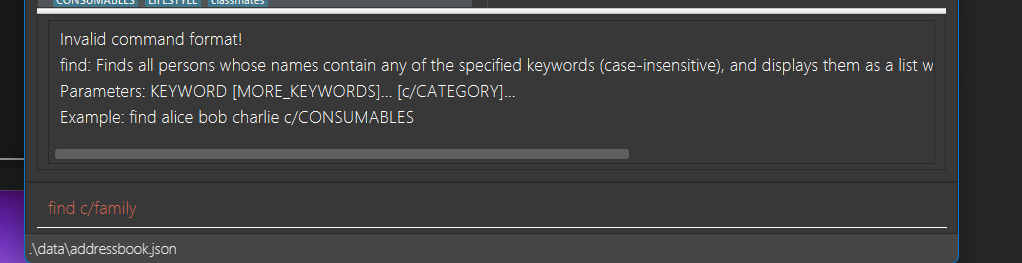 CONSUMABLES LIFESTYLE classmates
Invalid command format!
find: Finds all persons whose names contain any of the specified keywords (case-insensitive), and displays them as a list w
Parameters: KEYWORD [MORE_KEYWORDS]... [c/CATEGORY]...
Example: find alice bob charlie c/CONSUMABLES
find c/family
.\data\addressbook.json